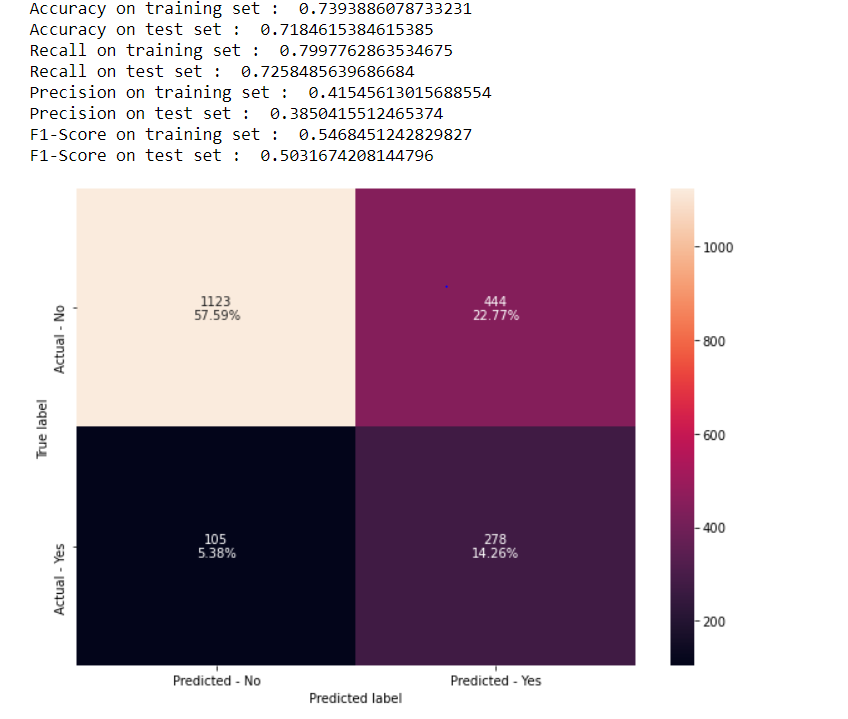 Accuracy on training set :  0.7393886078733231
Accuracy on test set :  0.7184615384615385
Recall on training set :  0.7997762863534675
Recall on test set :  0.7258485639686684
Precision on training set :  0.41545613015688554
Precision on test set :  0.3850415512465374
F1-Score on training set :  0.5468451242829827
F1-Score on test set :  0.5031674208144796
1123
57.59%
444
22.77%
105
5.38%
278
14.26%
Actual - No
Actual - Yes
True label
Predicted - No
Predicted - Yes
Predicted label
1000
800
600
400
200